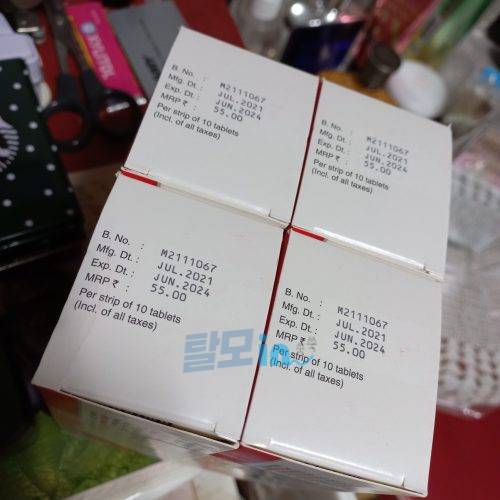 XYLITOL
B. No. : M2111067
Mfg. Dt. : JUL.2021
Exp. Dt. : JUN.2024
MRP ₹ : 55.00
Per strip of 10 tablets
(Incl. of all taxes)
B. No. : M2111067
Mfg. Dt. : JUL.2021
Exp. Dt. : JUN.2024
MRP ₹ : 55.00
Per strip of 10 tablets
(Incl. of all taxes)
B. No. : M2111067
Mfg. Dt. : JUL.2021
Exp. Dt. : JUN.2024
MRP ₹ : 55.00
Per strip of 10 tablets
(Incl. of all taxes)
B. No. : M2111067
Mfg. Dt. : JUL.2021
Exp. Dt. : JUN.2024
MRP ₹ : 55.00
Per strip of 10 tablets
(Incl. of all taxes)
탈모in